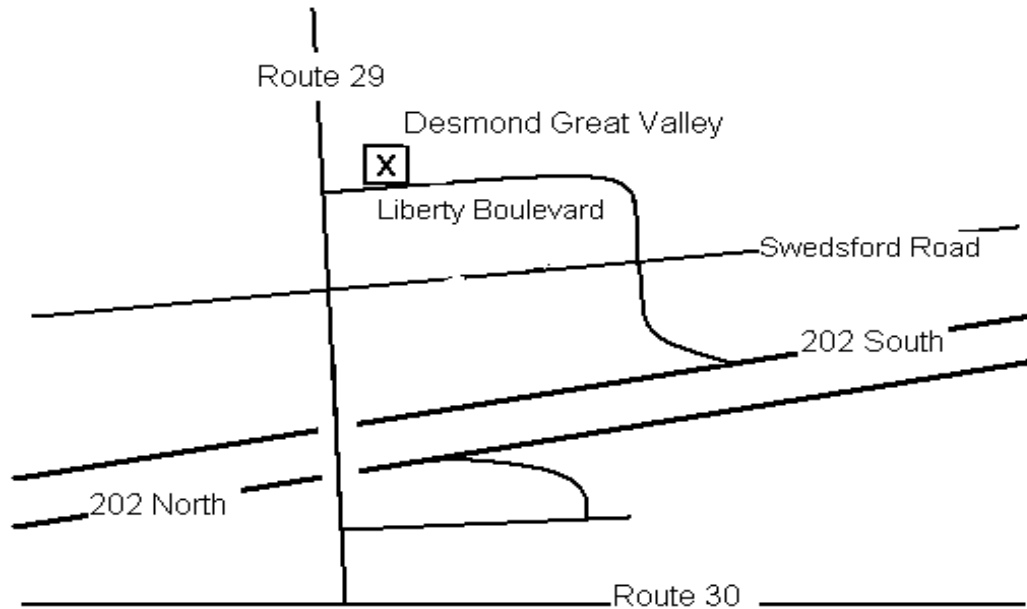 Route 29
Desmond Great Valley
X
Liberty Boulevard
Swedsford Road
202 South
202 North
Route 30